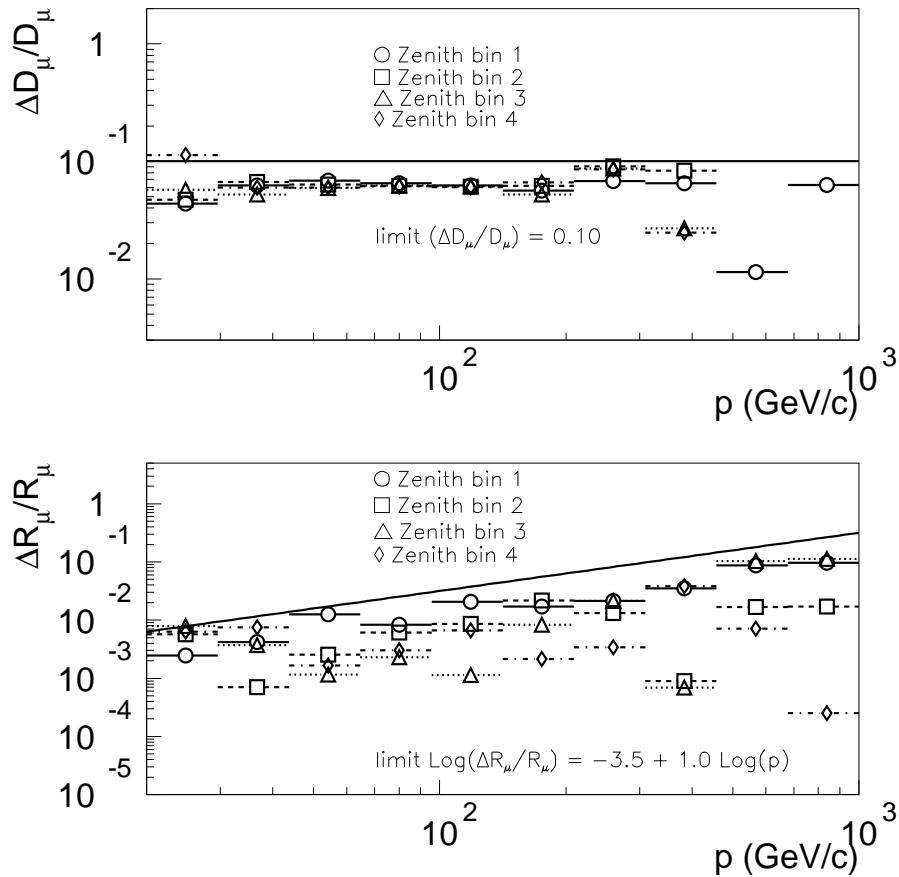 ΔD_μ/D_μ
1
10^-1
10^-2
○ Zenith bin 1
□ Zenith bin 2
△ Zenith bin 3
◇ Zenith bin 4
limit (ΔD_μ/D_μ) = 0.10
10^2
10^3
p (GeV/c)
ΔR_μ/R_μ
1
10^-1
10^-2
10^-3
10^-4
10^-5
○ Zenith bin 1
□ Zenith bin 2
△ Zenith bin 3
◇ Zenith bin 4
limit Log(ΔR_μ/R_μ) = −3.5 + 1.0 Log(p)
10^2
10^3
p (GeV/c)